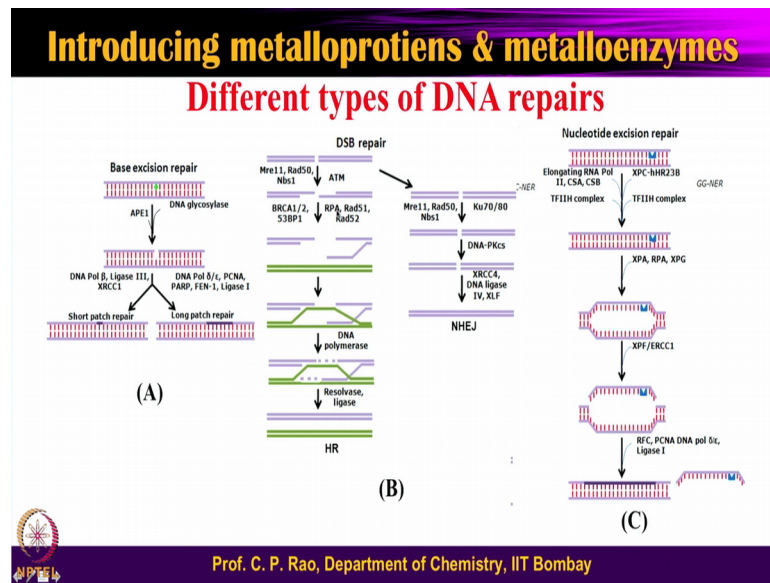 Introducing metalloprotiens & metalloenzymes
Different types of DNA repairs
Base excision repair
APE1
DNA glycosylase
DNA Pol β, Ligase III,
XRCC1
DNA Pol δ/ε, PCNA,
PARP, FEN-1, Ligase I
Short patch repair
Long patch repair
(A)
DSB repair
Mre11, Rad50,
Nbs1
ATM
BRCA1/2,
53BP1
RPA, Rad51,
Rad52
DNA
polymerase
Resolvase,
ligase
HR
Mre11, Rad50,
Nbs1
Ku70/80
DNA-PKcs
XRCC4,
DNA ligase
IV, XLF
NHEJ
(B)
Nucleotide excision repair
C-NER
Elongating RNA Pol
II, CSA, CSB
TFIIH complex
XPC-hHR23B
TFIIH complex
GG-NER
XPA, RPA, XPG
XPF/ERCC1
RFC, PCNA DNA pol δ/ε,
Ligase I
(C)
NPTEL
Prof. C. P. Rao, Department of Chemistry, IIT Bombay